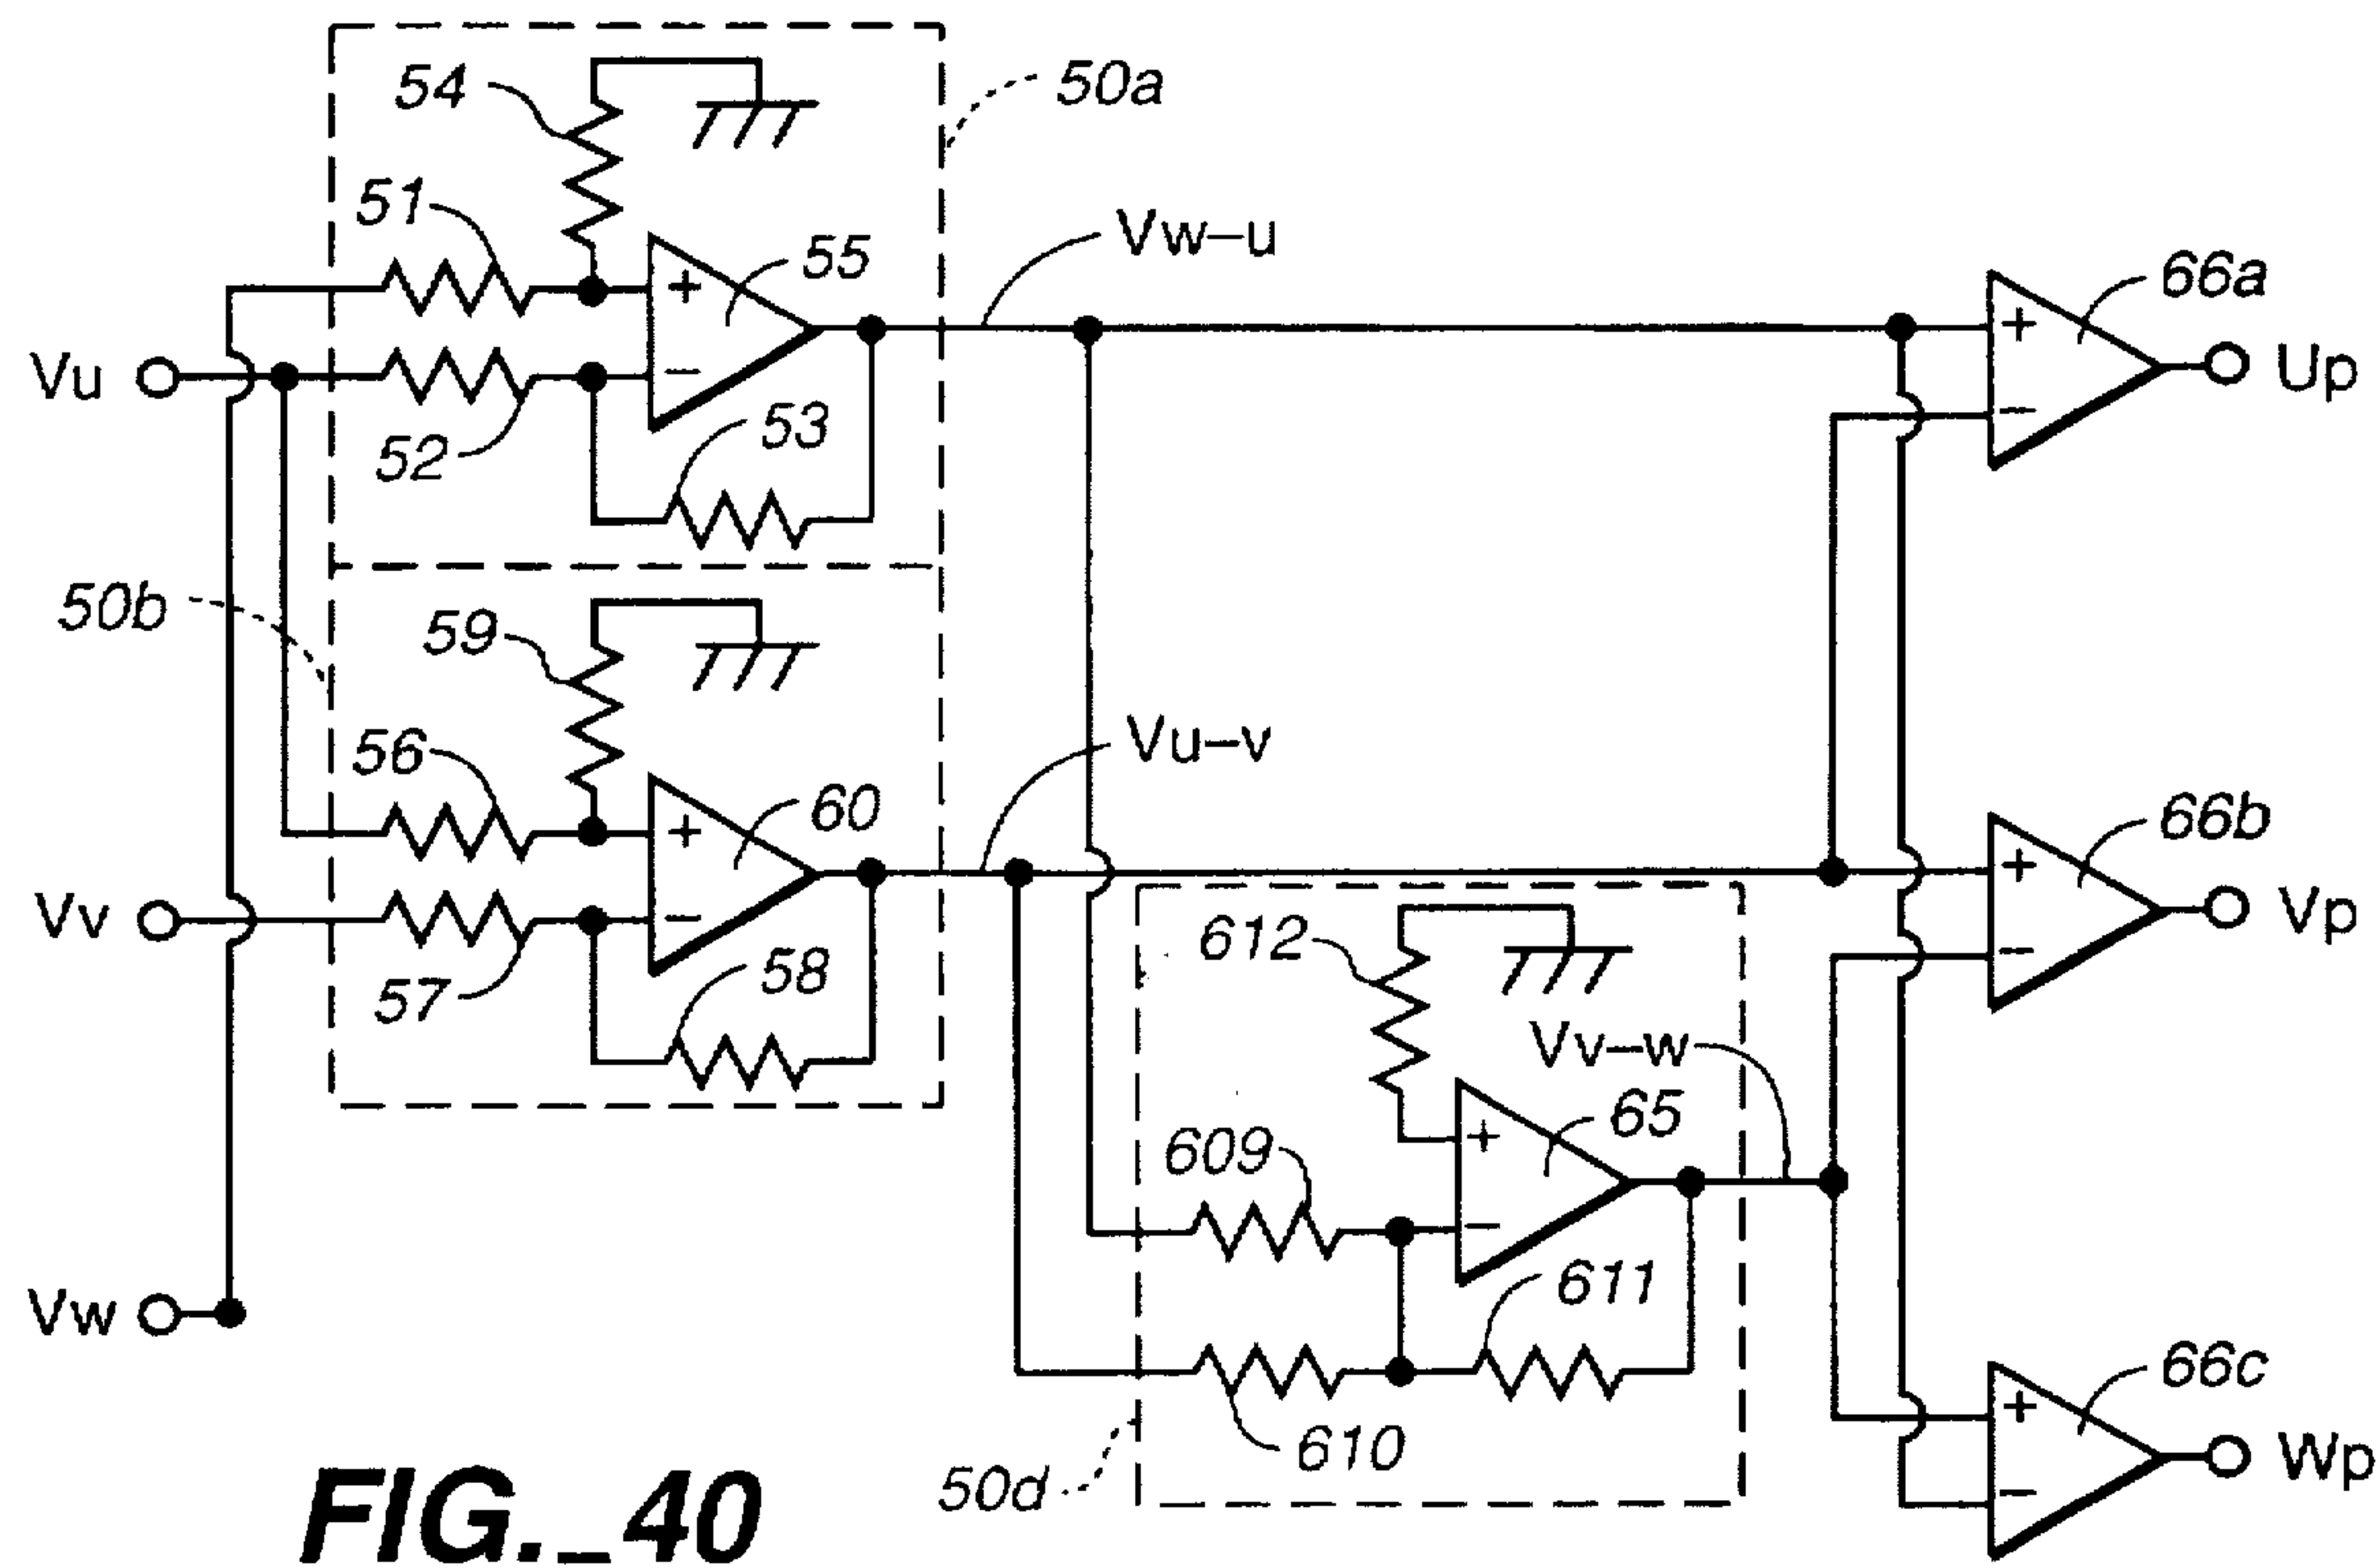 54
50a
51
55
Vw–u
66a
+
+
Vu
–
–
Up
52
53
50b
59
56
Vu–v
60
66b
+
+
Vv
–
–
Vp
612
57
58
Vv–w
65
609
+
–
611
Vw
66c
+
610
Wp
50d
–
FIG._40